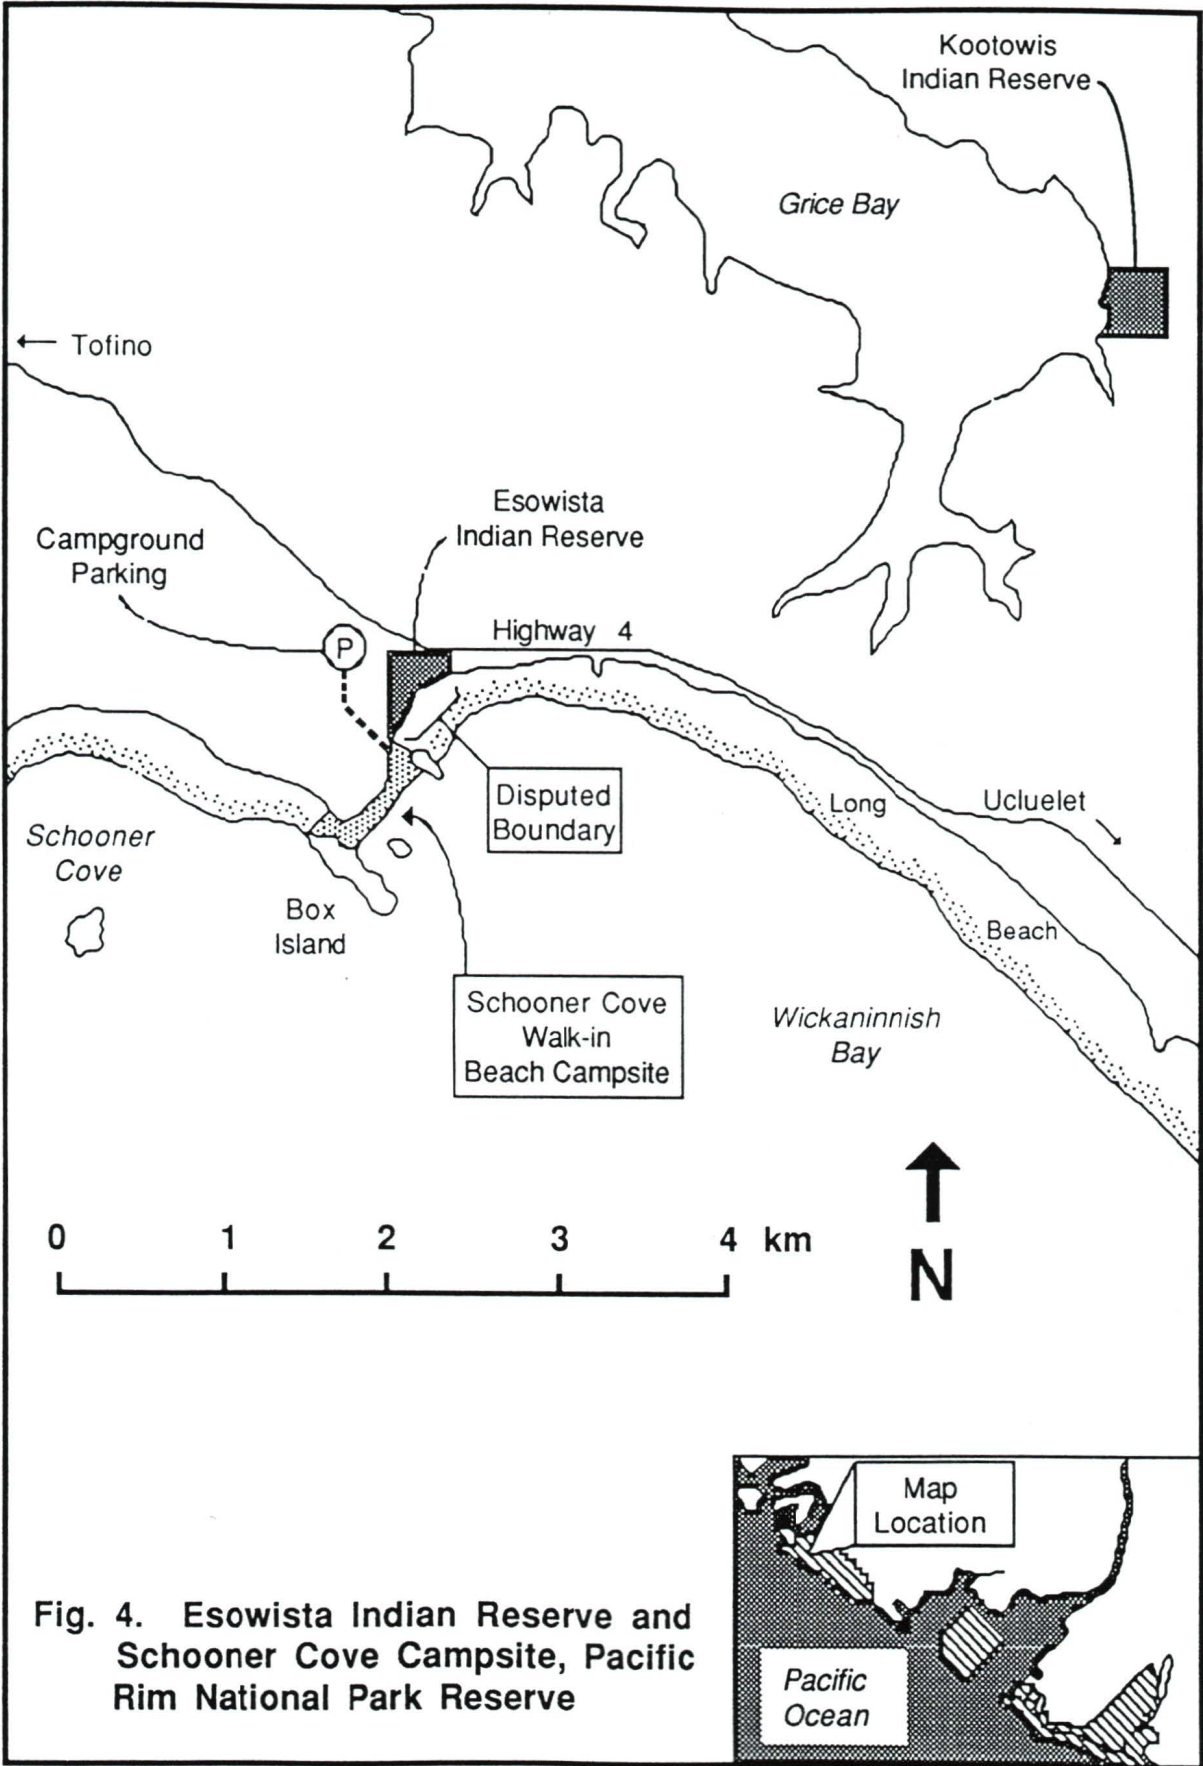 Kootowis
Indian Reserve
Grice Bay
← Tofino
Esowista
Indian Reserve
Campground
Parking
P
Highway 4
Disputed
Boundary
Long
Ucluelet
Schooner
Cove
Box
Island
Beach
Schooner Cove
Walk-in
Beach Campsite
Wickaninnish
Bay
0 1 2 3 4 km
N
Map
Location
Pacific
Ocean
Fig. 4. Esowista Indian Reserve and
Schooner Cove Campsite, Pacific
Rim National Park Reserve